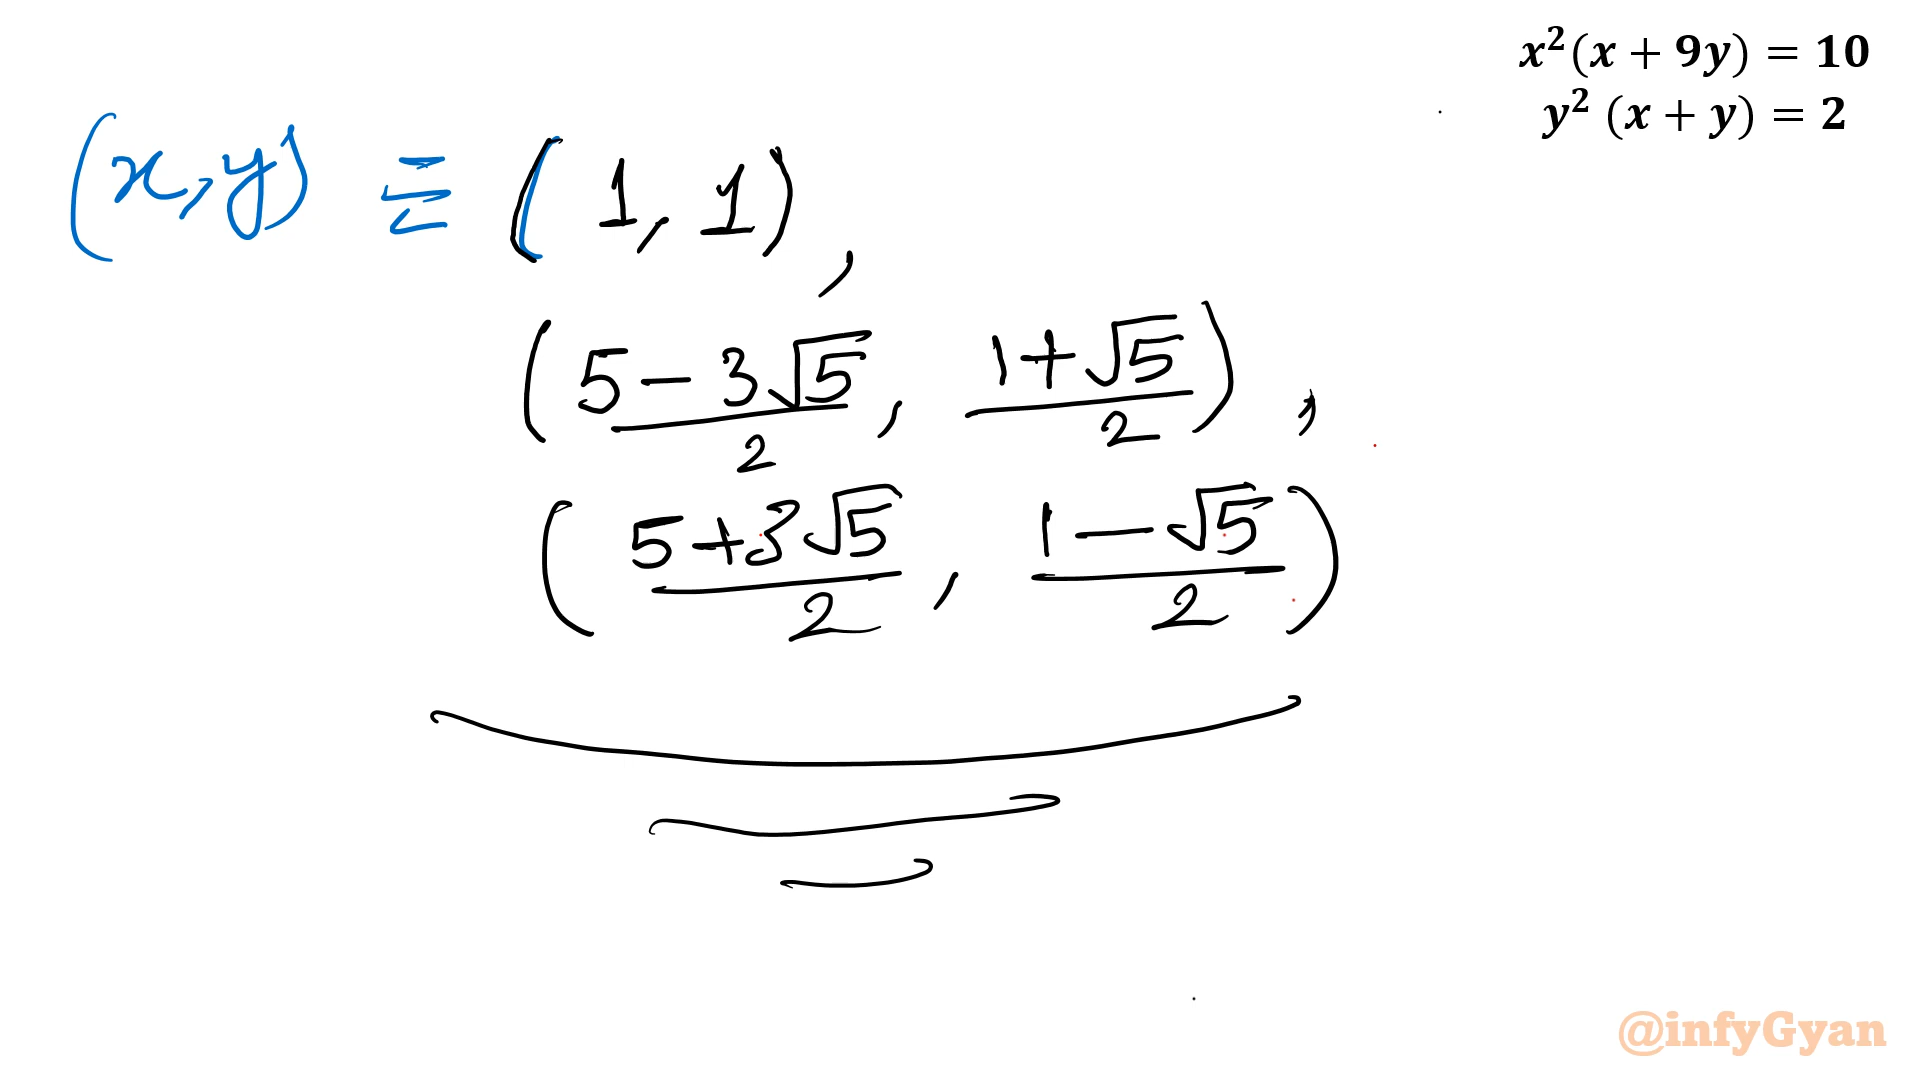 x²(x + 9y) = 10
y² (x + y) = 2
(x, y) ≡ (1, 1),
((5 − 3√5)/2, (1 + √5)/2),
((5 + 3√5)/2, (1 − √5)/2)
@infyGyan